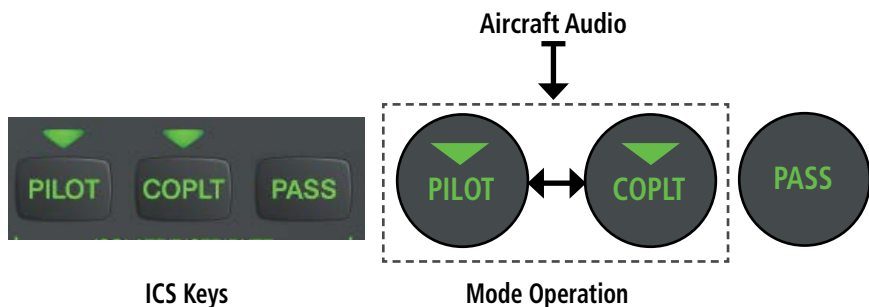 Aircraft Audio
PILOT COPLT PASS
PILOT COPLT PASS
ICS Keys
Mode Operation